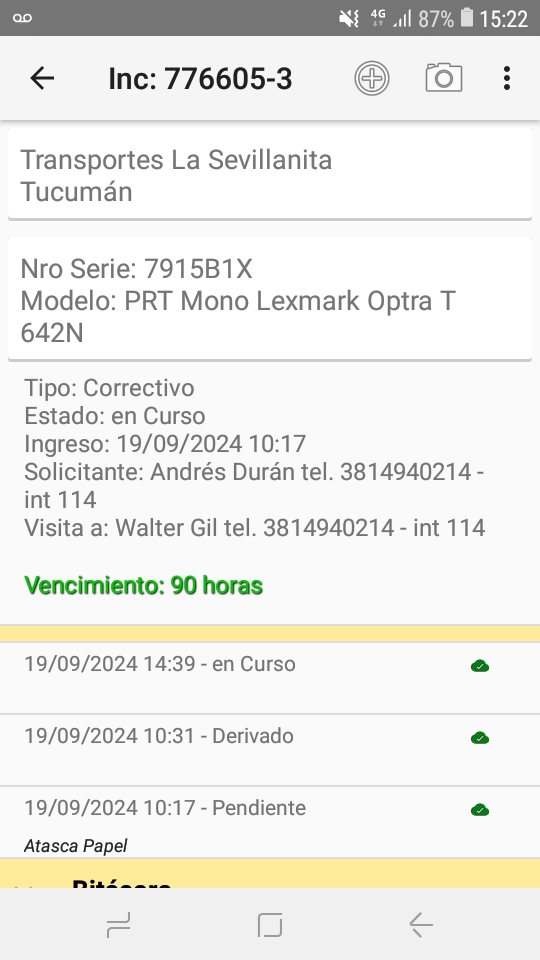 4G 87% 15:22
Inc: 776605-3
Transportes La Sevillanita
Tucumán
Nro Serie: 7915B1X
Modelo: PRT Mono Lexmark Optra T
642N
Tipo: Correctivo
Estado: en Curso
Ingreso: 19/09/2024 10:17
Solicitante: Andrés Durán tel. 3814940214 -
int 114
Visita a: Walter Gil tel. 3814940214 - int 114
Vencimiento: 90 horas
19/09/2024 14:39 - en Curso
19/09/2024 10:31 - Derivado
19/09/2024 10:17 - Pendiente
Atasca Papel
Bitácora